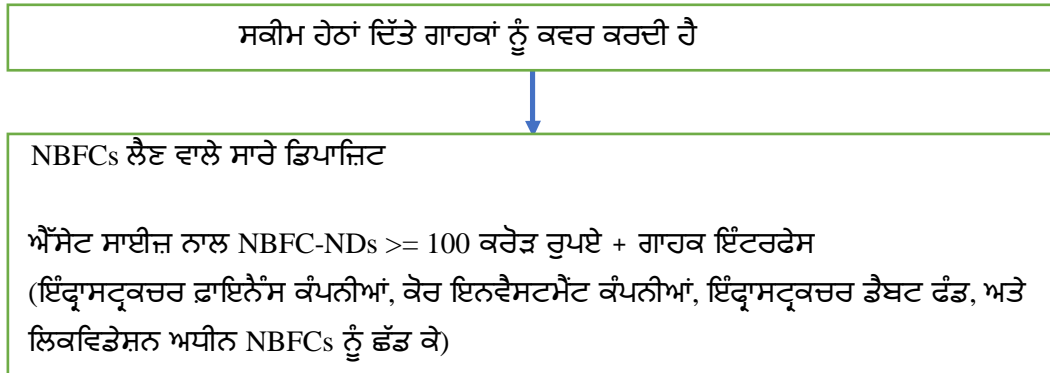 ਸਕੀਮ ਹੇਠਾਂ ਦਿੱਤੇ ਗਾਹਕਾਂ ਨੂੰ ਕਵਰ ਕਰਦੀ ਹੈ
NBFCs ਲੈਣ ਵਾਲੇ ਸਾਰੇ ਡਿਪਾਜ਼ਿਟ
ਐੱਸੇਟ ਸਾਈਜ਼ ਨਾਲ NBFC-NDs >= 100 ਕਰੋੜ ਰੁਪਏ + ਗਾਹਕ ਇੰਟਰਫੇਸ
(ਇੰਫ੍ਰਾਸਟ੍ਰਕਚਰ ਫ਼ਾਇਨੈਂਸ ਕੰਪਨੀਆਂ, ਕੋਰ ਇਨਵੈਸਟਮੈਂਟ ਕੰਪਨੀਆਂ, ਇੰਫ੍ਰਾਸਟ੍ਰਕਚਰ ਡੈਬਟ ਫੰਡ, ਅਤੇ
ਲਿਕਵਿਡੇਸ਼ਨ ਅਧੀਨ NBFCs ਨੂੰ ਛੱਡ ਕੇ)